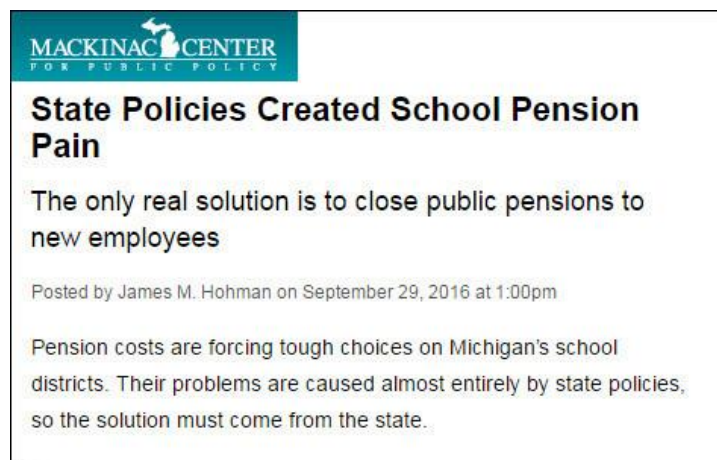 MACKINAC CENTER
FOR PUBLIC POLICY
State Policies Created School Pension
Pain
The only real solution is to close public pensions to
new employees
Posted by James M. Hohman on September 29, 2016 at 1:00pm
Pension costs are forcing tough choices on Michigan's school
districts. Their problems are caused almost entirely by state policies,
so the solution must come from the state.